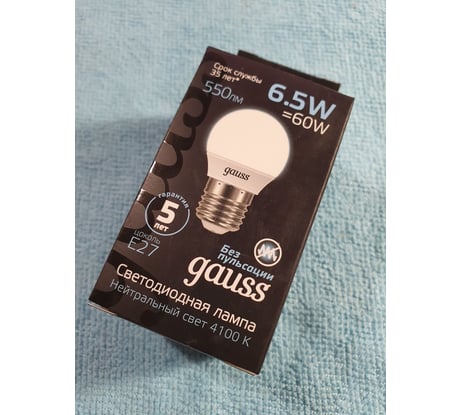 Срок службы
35 лет*
550лм
6.5W
=60W
gauss
гарантия
5
лет
цоколь
E27
Без
пульсации
gauss
Светодиодная лампа
Нейтральный свет 4100 K